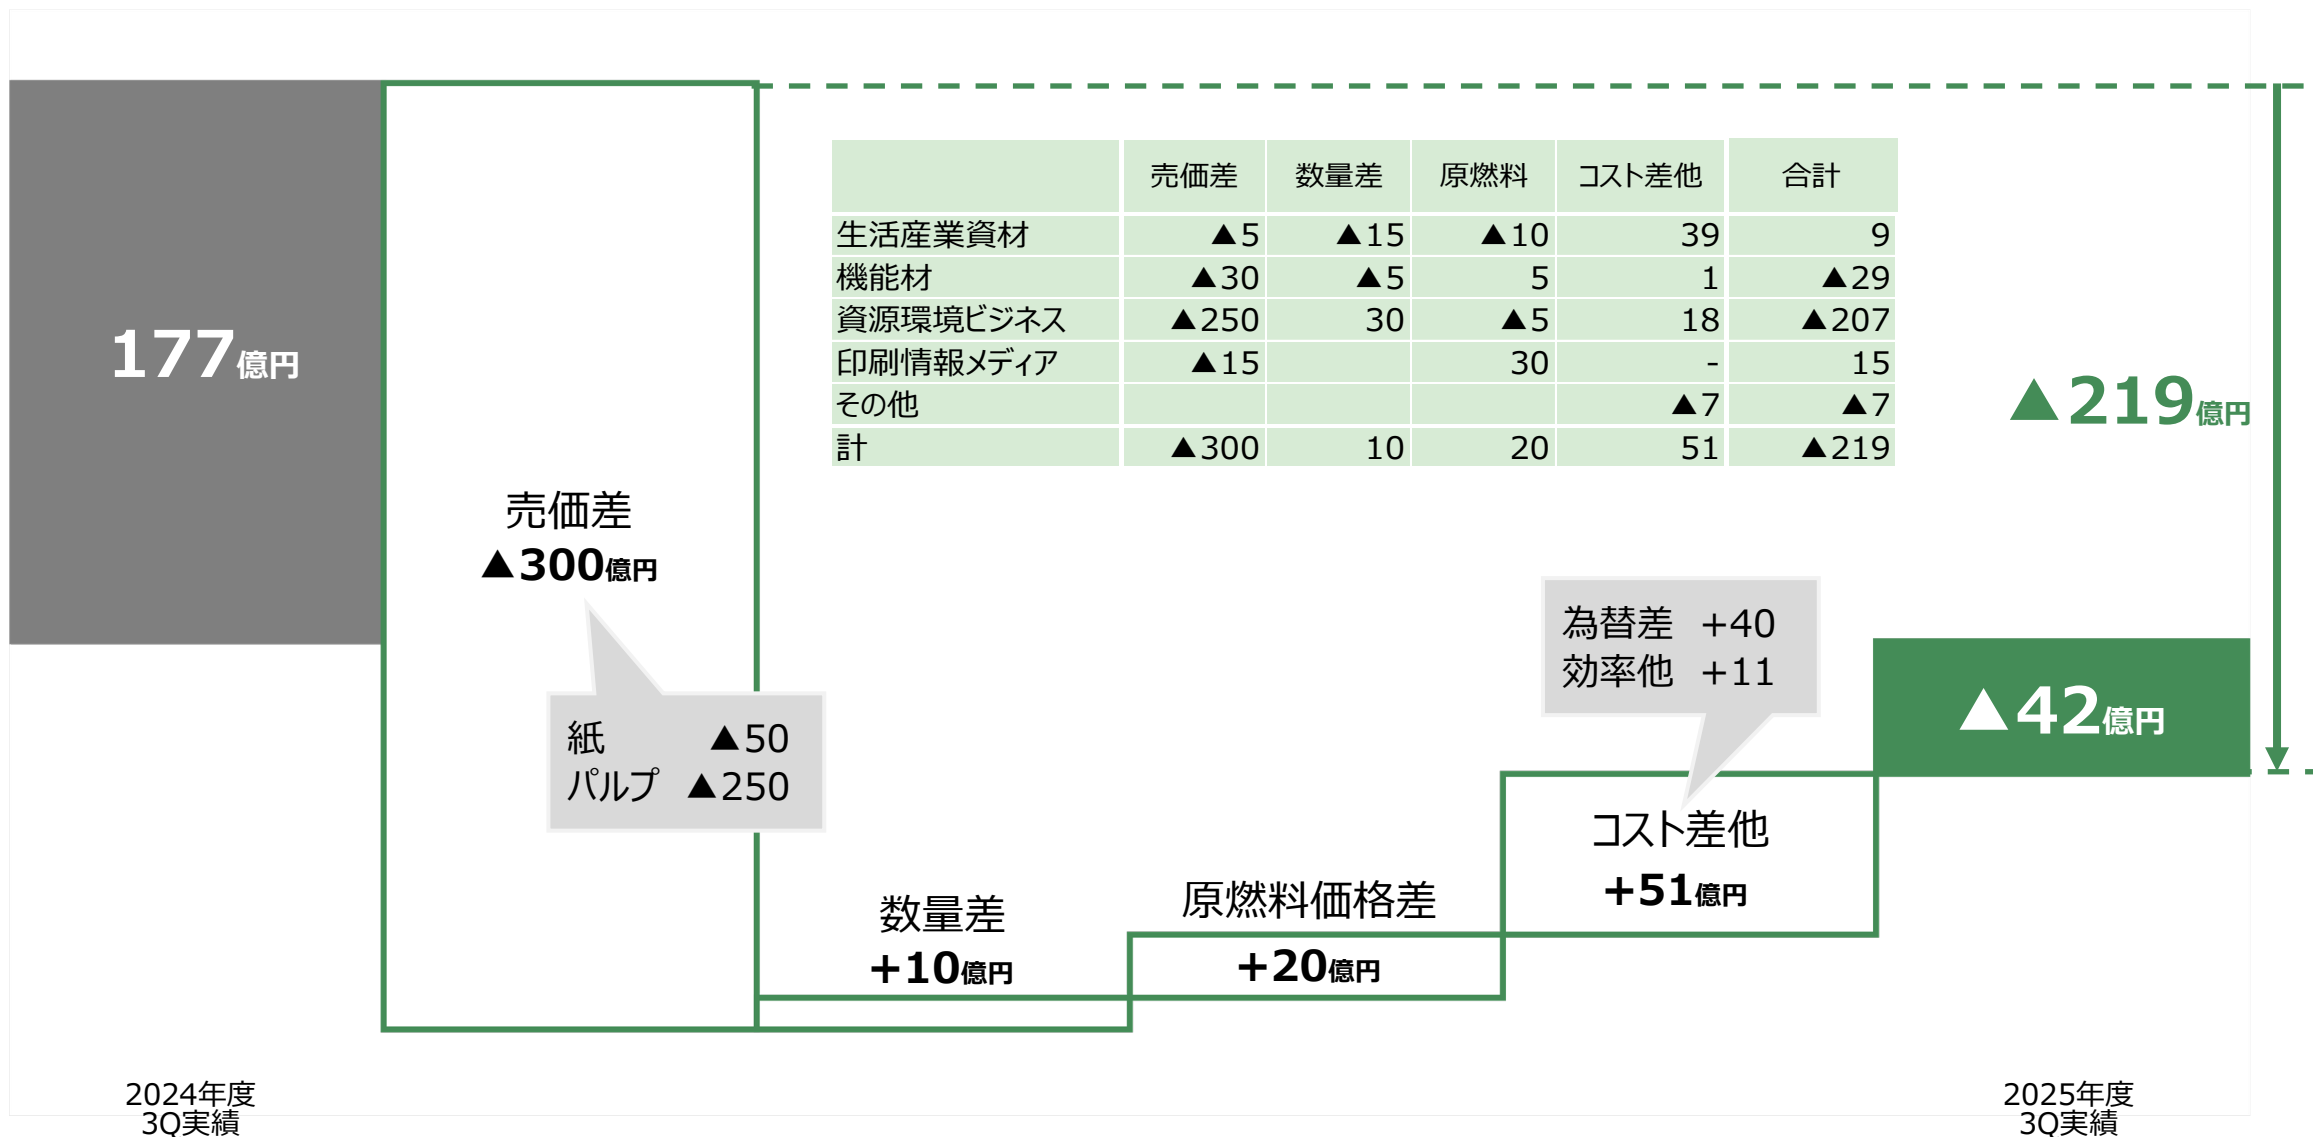 177億円
売価差
▲300億円
紙 ▲50
パルプ ▲250
売価差 数量差 原燃料 コスト差他 合計
生活産業資材 ▲5 ▲15 ▲10 39 9
機能材 ▲30 ▲5 5 1 ▲29
資源環境ビジネス ▲250 30 ▲5 18 ▲207
印刷情報メディア ▲15 30 - 15
その他 ▲7 ▲7
計 ▲300 10 20 51 ▲219
数量差
+10億円
原燃料価格差
+20億円
為替差 +40
効率他 +11
コスト差他
+51億円
▲219億円
▲42億円
2024年度
3Q実績
2025年度
3Q実績